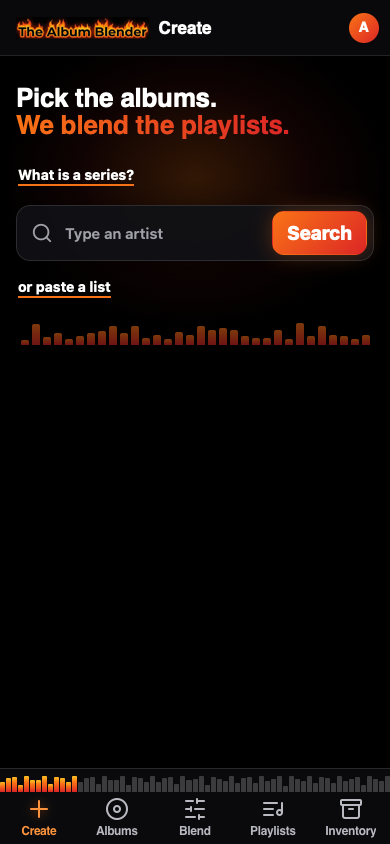 The Album Blender Create
A
Pick the albums.
We blend the playlists.
What is a series?
Type an artist
Search
or paste a list
Create
Albums
Blend
Playlists
Inventory